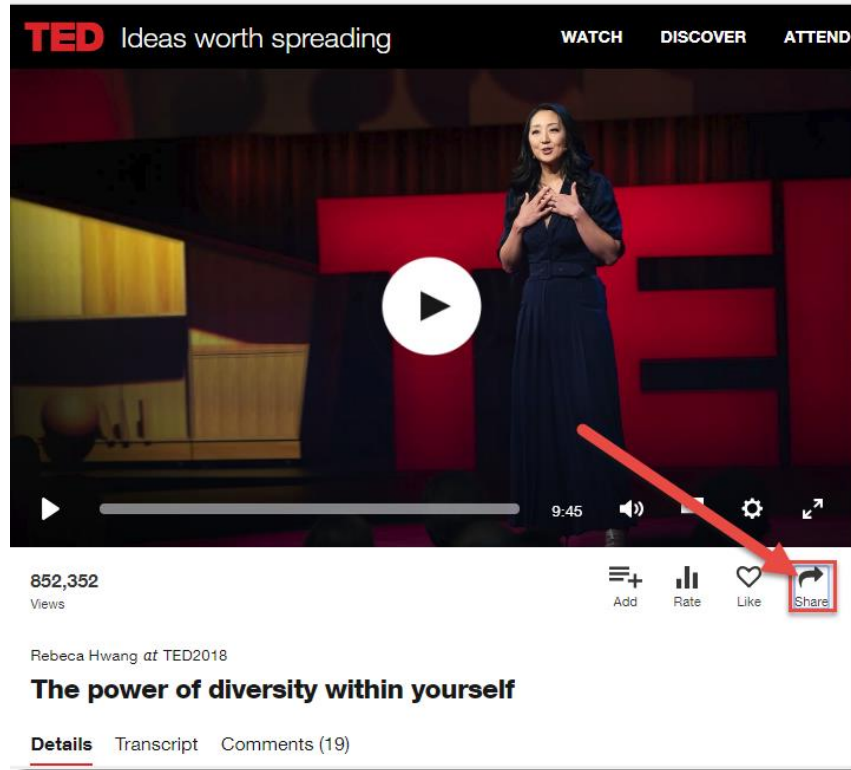 TED Ideas worth spreading WATCH DISCOVER ATTEND
TE
9:45
852,352
Views
Add Rate Like Share
Rebeca Hwang at TED2018
The power of diversity within yourself
Details Transcript Comments (19)